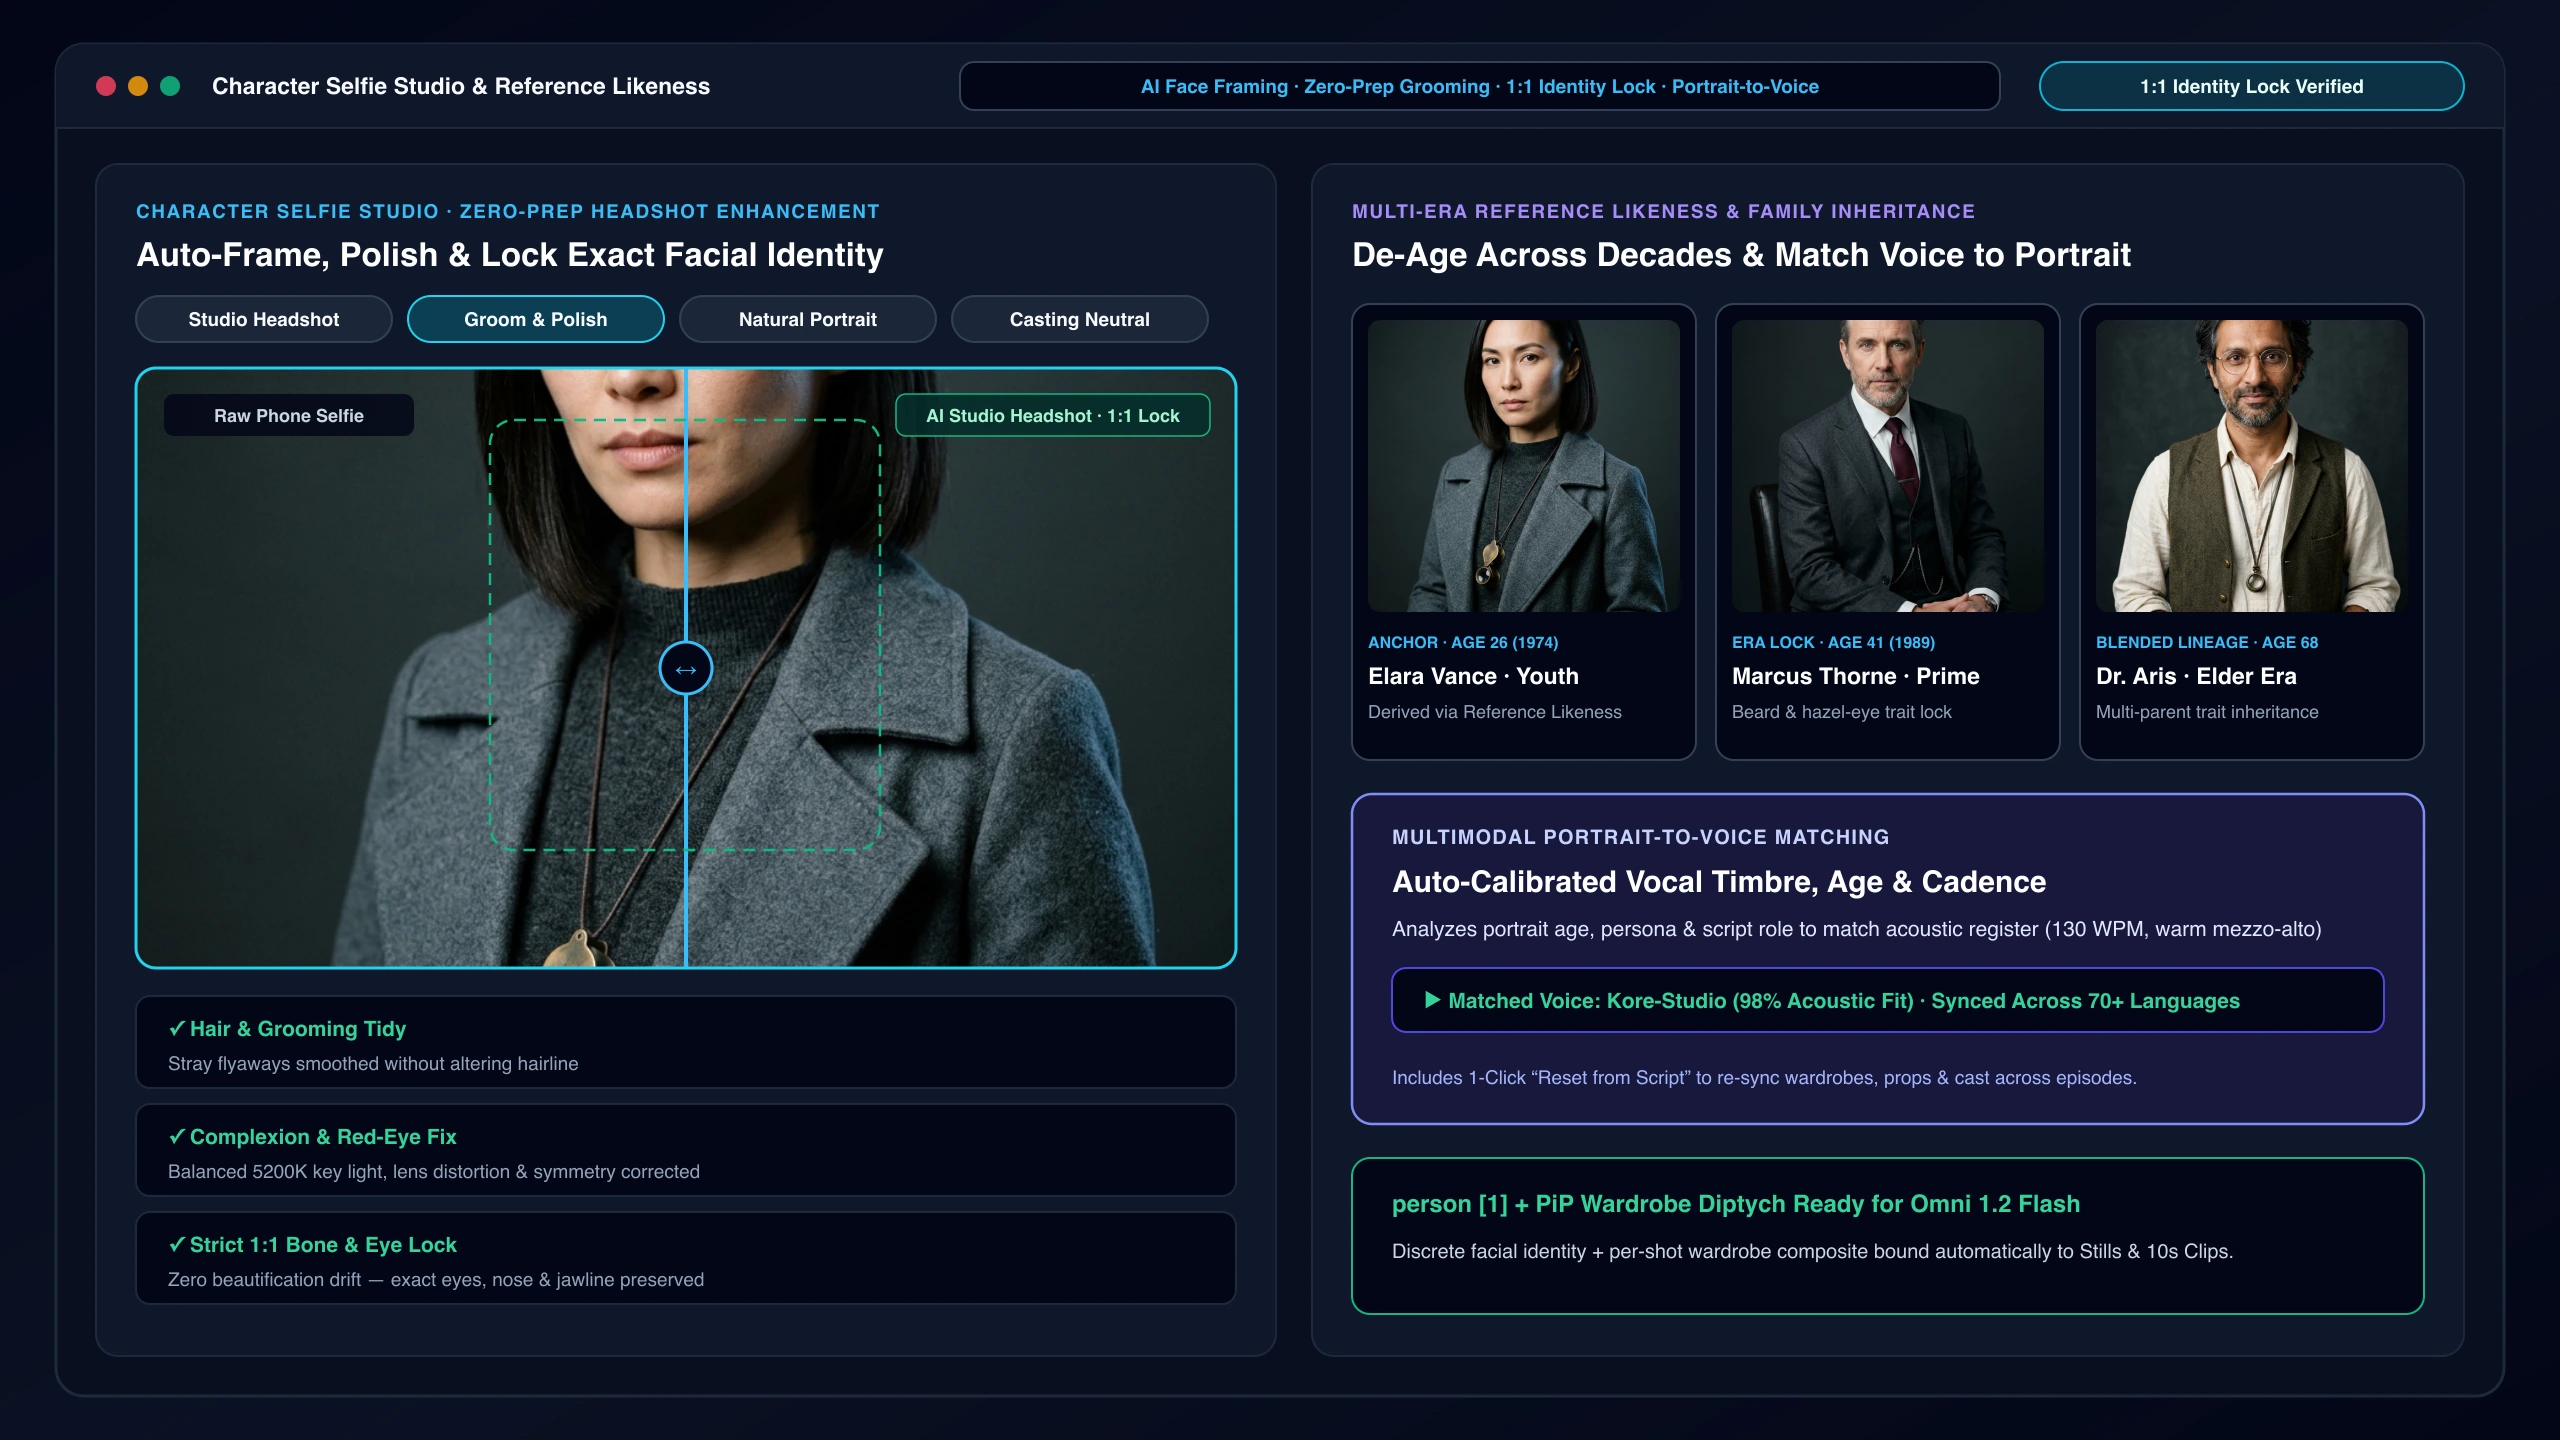 Character Selfie Studio & Reference Likeness
AI Face Framing · Zero-Prep Grooming · 1:1 Identity Lock · Portrait-to-Voice
1:1 Identity Lock Verified
CHARACTER SELFIE STUDIO · ZERO-PREP HEADSHOT ENHANCEMENT
Auto-Frame, Polish & Lock Exact Facial Identity
Studio Headshot
Groom & Polish
Natural Portrait
Casting Neutral
Raw Phone Selfie
AI Studio Headshot · 1:1 Lock
↔
✓ Hair & Grooming Tidy
Stray flyaways smoothed without altering hairline
✓ Complexion & Red-Eye Fix
Balanced 5200K key light, lens distortion & symmetry corrected
✓ Strict 1:1 Bone & Eye Lock
Zero beautification drift — exact eyes, nose & jawline preserved
MULTI-ERA REFERENCE LIKENESS & FAMILY INHERITANCE
De-Age Across Decades & Match Voice to Portrait
ANCHOR · AGE 26 (1974)
Elara Vance · Youth
Derived via Reference Likeness
ERA LOCK · AGE 41 (1989)
Marcus Thorne · Prime
Beard & hazel-eye trait lock
BLENDED LINEAGE · AGE 68
Dr. Aris · Elder Era
Multi-parent trait inheritance
MULTIMODAL PORTRAIT-TO-VOICE MATCHING
Auto-Calibrated Vocal Timbre, Age & Cadence
Analyzes portrait age, persona & script role to match acoustic register (130 WPM, warm mezzo-alto)
▶ Matched Voice: Kore-Studio (98% Acoustic Fit) · Synced Across 70+ Languages
Includes 1-Click “Reset from Script” to re-sync wardrobes, props & cast across episodes.
person [1] + PiP Wardrobe Diptych Ready for Omni 1.2 Flash
Discrete facial identity + per-shot wardrobe composite bound automatically to Stills & 10s Clips.